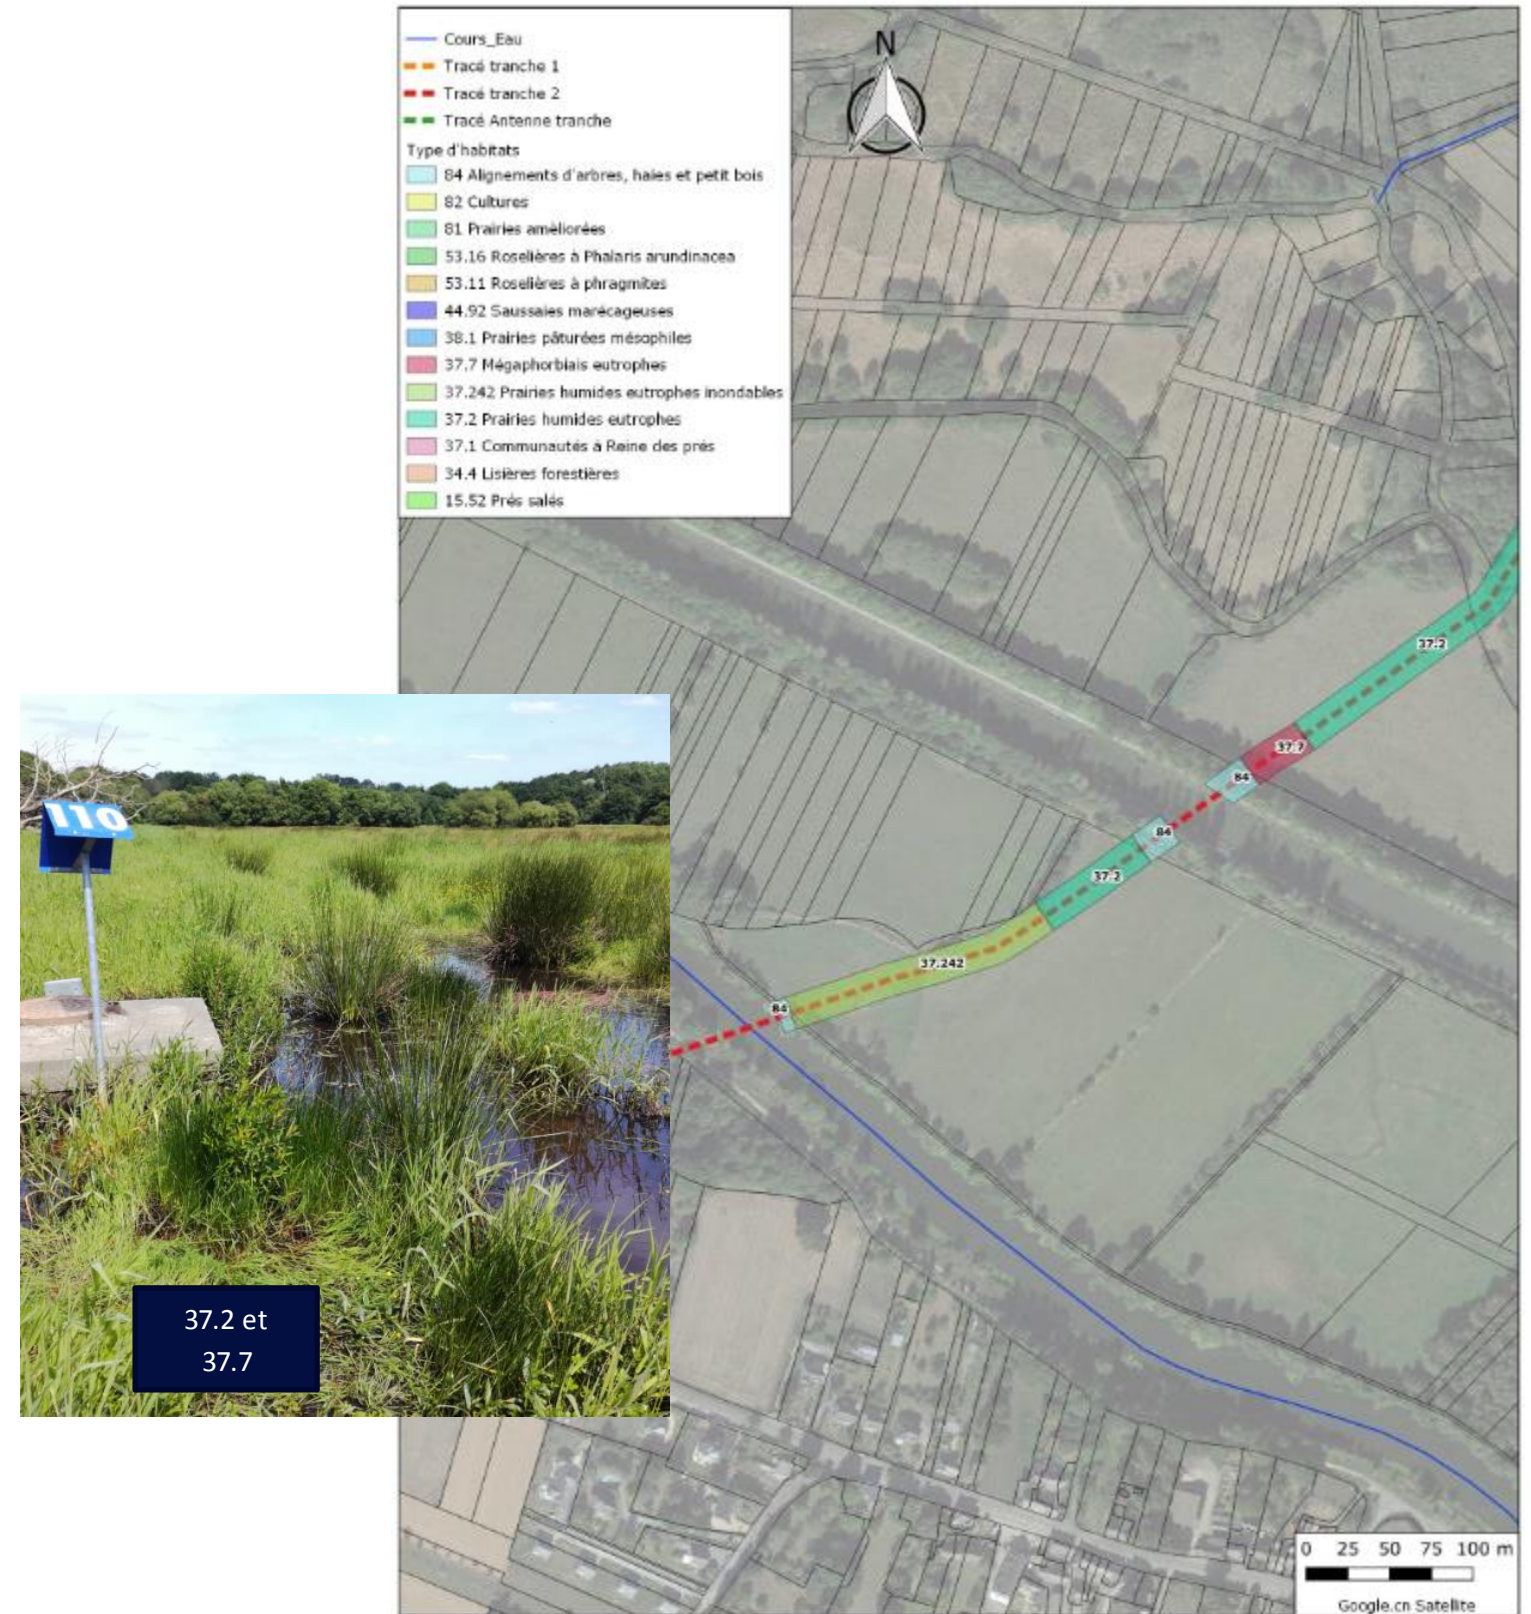 Cours_Eau
Tracé tranche 1
Tracé tranche 2
Tracé Antenne tranche
Type d'habitats
84 Alignements d'arbres, haies et petit bois
82 Cultures
81 Prairies améliorées
53.16 Roselières à Phalaris arundinacea
53.11 Roselières à phragmites
44.92 Saussaies marécageuses
38.1 Prairies pâturées mésophiles
37.7 Mégaphorbiais eutrophes
37.242 Prairies humides eutrophes inondables
37.2 Prairies humides eutrophes
37.1 Communautés à Reine des prés
34.4 Lisières forestières
15.52 Prés salés
N
37.2
37.7
84
84
37.2
37.242
84
110
37.2 et
37.7
0 25 50 75 100 m
Google.cn Satellite